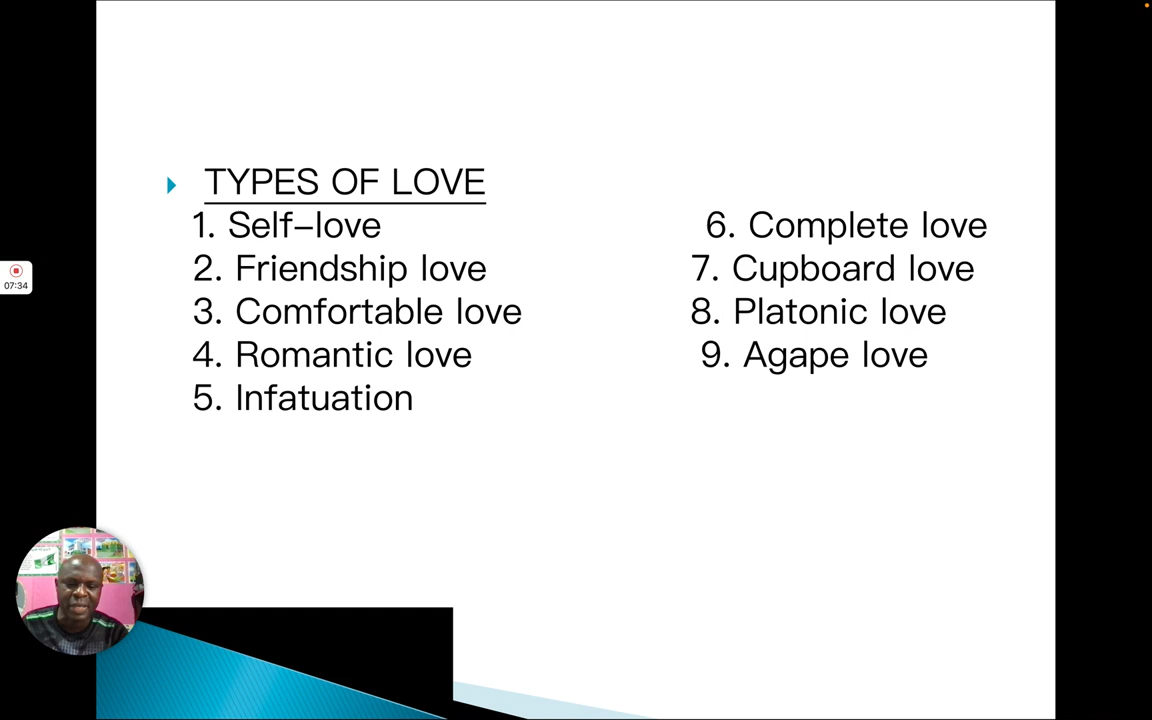 TYPES OF LOVE
1. Self-love
2. Friendship love
3. Comfortable love
4. Romantic love
5. Infatuation
6. Complete love
7. Cupboard love
8. Platonic love
9. Agape love
07:34